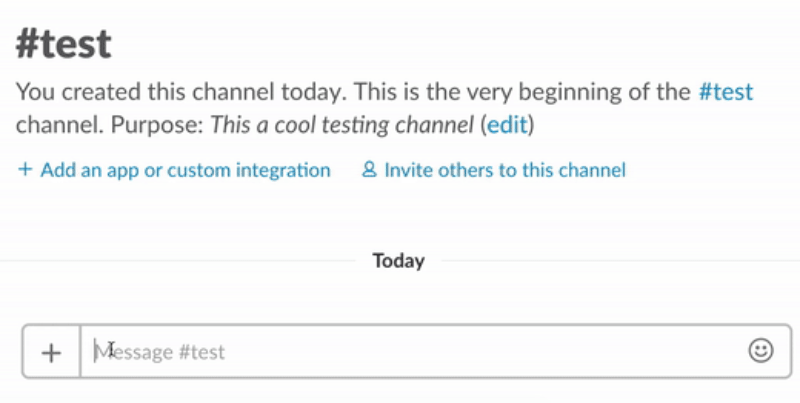 #test
You created this channel today. This is the very beginning of the #test
channel. Purpose: This a cool testing channel (edit)
+ Add an app or custom integration Invite others to this channel
Today
+ Message #test